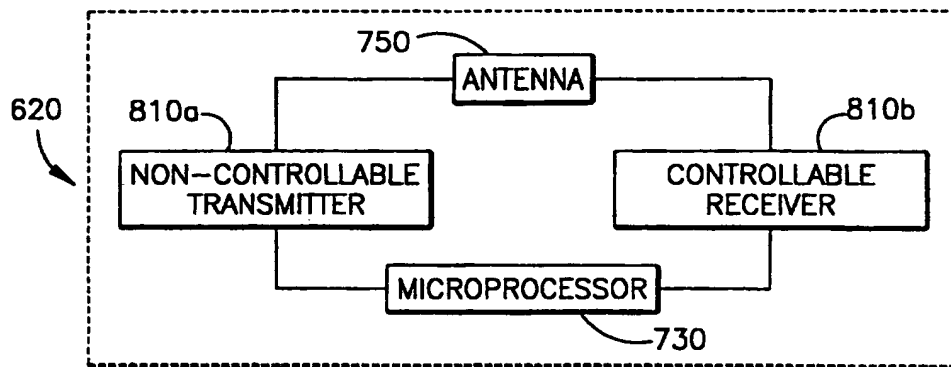 750
ANTENNA
620
810a
810b
NON-CONTROLLABLE
TRANSMITTER
CONTROLLABLE
RECEIVER
MICROPROCESSOR
730